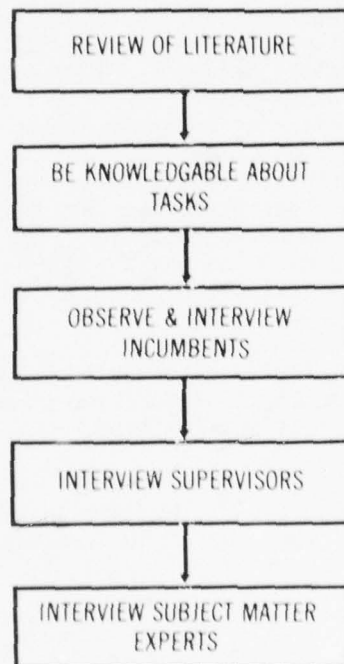 REVIEW OF LITERATURE
BE KNOWLEDGABLE ABOUT
TASKS
OBSERVE & INTERVIEW
INCUMBENTS
INTERVIEW SUPERVISORS
INTERVIEW SUBJECT MATTER
EXPERTS